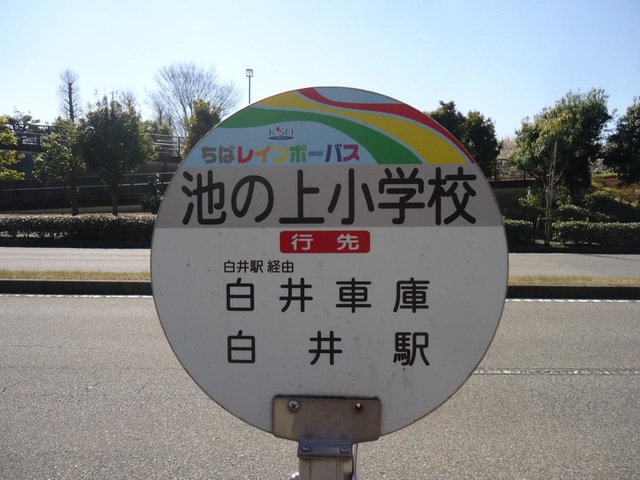 KEISEI
ちばレインボーバス
池の上小学校
行先
白井駅 経由
白井車庫
白井駅